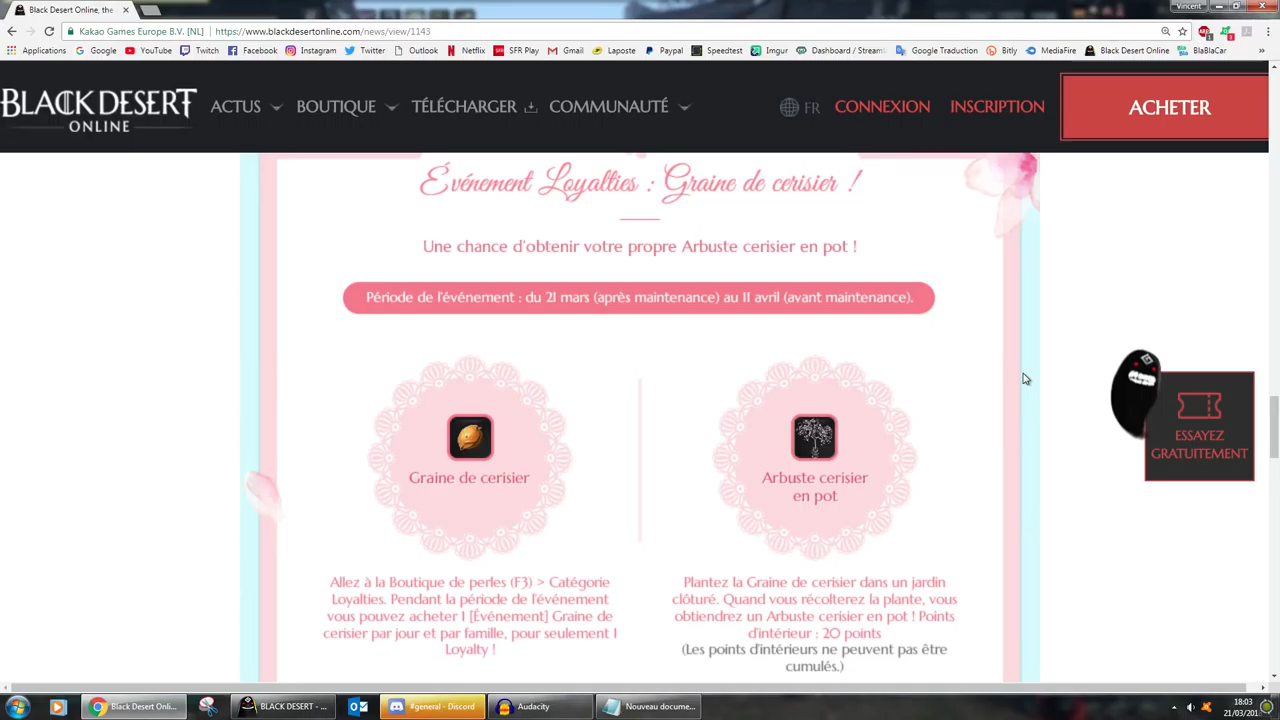 Black Desert Online, the
Vincent
Kakao Games Europe B.V. [NL]
https://www.blackdesertonline.com/news/view/1143
Applications
Google
YouTube
Twitch
Facebook
Instagram
Twitter
Outlook
Netflix
SFR Play
Gmail
Laposte
Paypal
Speedtest
Imgur
Dashboard / Streaml
Google Traduction
Bitly
MediaFire
Black Desert Online
BlaBlaCar
BLACK DESERT
ONLINE
ACTUS
BOUTIQUE
TÉLÉCHARGER
COMMUNAUTÉ
FR
CONNEXION
INSCRIPTION
ACHETER
Événement Loyalties : Graine de cerisier !
Une chance d'obtenir votre propre Arbuste cerisier en pot !
Période de l'événement : du 21 mars (après maintenance) au 11 avril (avant maintenance).
Graine de cerisier
Arbuste cerisier
en pot
Allez à la Boutique de perles (F3) > Catégorie
Loyalties. Pendant la période de l'événement
vous pouvez acheter 1 [Événement] Graine de
cerisier par jour et par famille, pour seulement 1
Loyalty !
Plantez la Graine de cerisier dans un jardin
clôturé. Quand vous récolterez la plante, vous
obtiendrez un Arbuste cerisier en pot ! Points
d'intérieur : 20 points
(Les points d'intérieurs ne peuvent pas être
cumulés.)
ESSAYEZ
GRATUITEMENT
Black Desert Onli...
BLACK DESERT - ...
#general - Discord
Audacity
Nouveau docume...
18:03
21/03/201